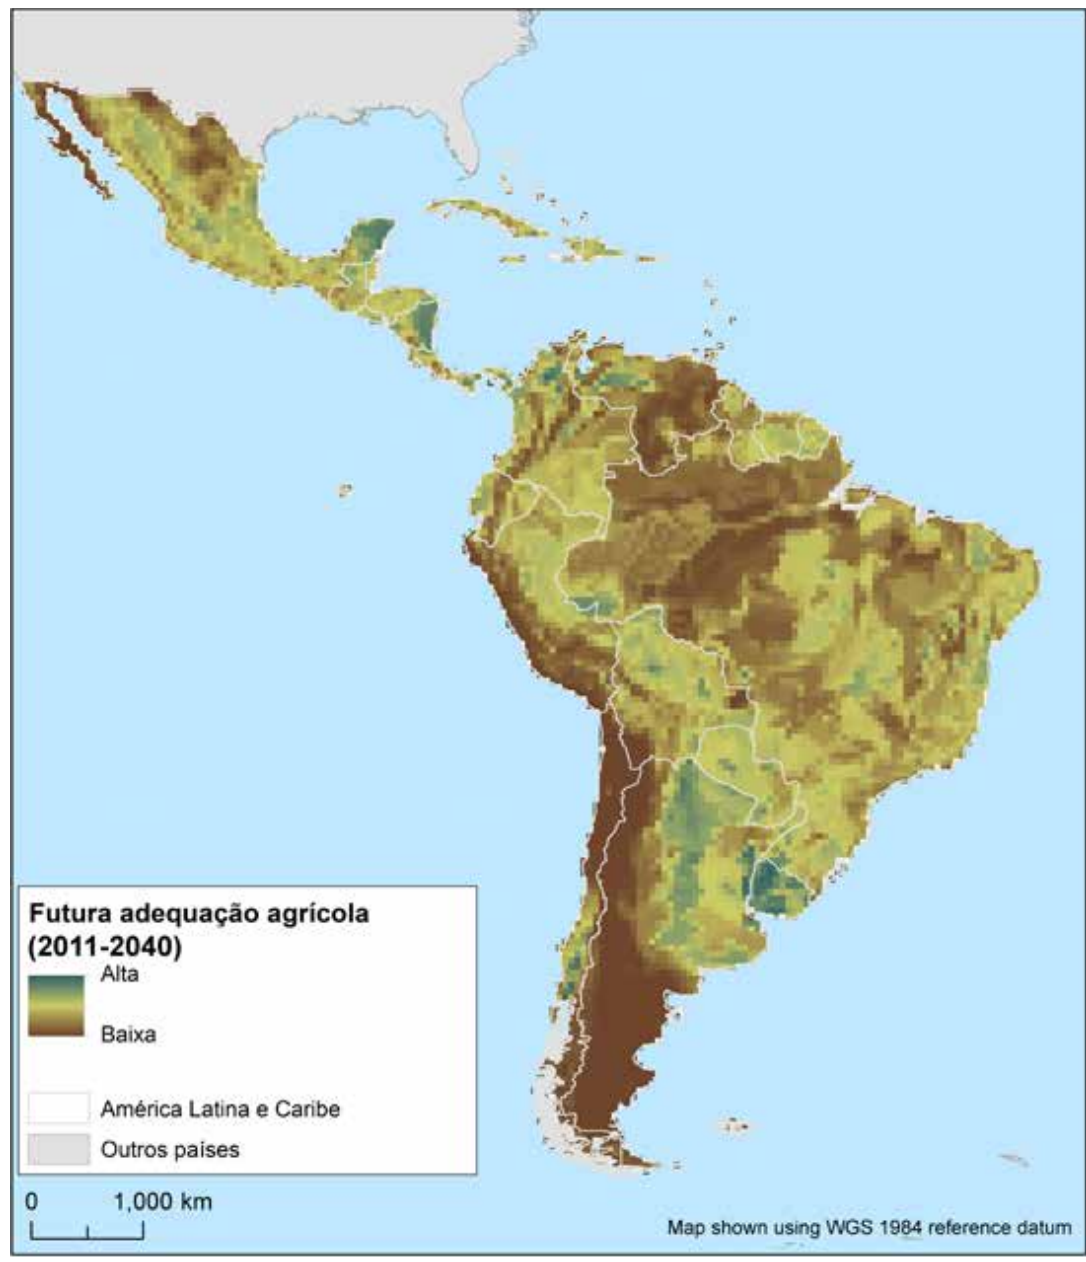 Futura adequação agrícola
(2011-2040)
Alta
Baixa
América Latina e Caribe
Outros países
0 1,000 km
Map shown using WGS 1984 reference datum